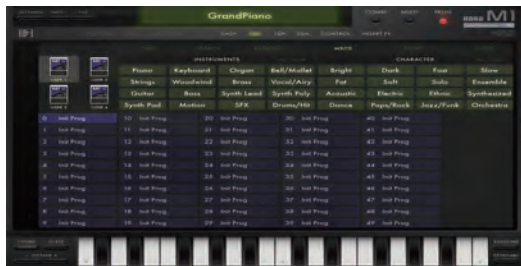 GrandPiano
COMBI MULTI PROG
KORG M1
EASY VDA CONTROL INSERT FX
INSTRUMENTS CHARACTER
Piano Keyboard Organ Bell/Mallet Bright Dark Fast Slow
Strings Woodwind Brass Vocal/Airy Fat Soft Solo Ensemble
Guitar Bass Synth Lead Synth Poly Acoustic Electric Ethnic Synthesized
Synth Pad Motion SFX Drums/Hit Dance Pops/Rock Jazz/Funk Orchestra
0 Init Prog 10 Init Prog 20 Init Prog 30 Init Prog 40 Init Prog
1 Init Prog 11 Init Prog 21 Init Prog 31 Init Prog 41 Init Prog
2 Init Prog 12 Init Prog 22 Init Prog 32 Init Prog 42 Init Prog
3 Init Prog 13 Init Prog 23 Init Prog 33 Init Prog 43 Init Prog
4 Init Prog 14 Init Prog 24 Init Prog 34 Init Prog 44 Init Prog
5 Init Prog 15 Init Prog 25 Init Prog 35 Init Prog 45 Init Prog
6 Init Prog 16 Init Prog 26 Init Prog 36 Init Prog 46 Init Prog
7 Init Prog 17 Init Prog 27 Init Prog 37 Init Prog 47 Init Prog
8 Init Prog 18 Init Prog 28 Init Prog 38 Init Prog 48 Init Prog
9 Init Prog 19 Init Prog 29 Init Prog 39 Init Prog 49 Init Prog